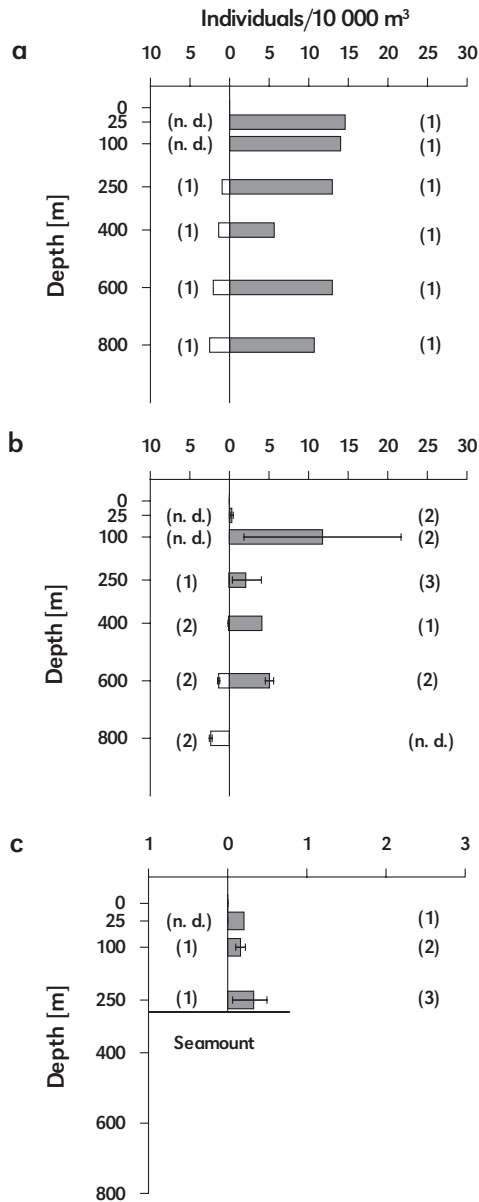 Individuals/10 000 m³
a
10 5 0 5 10 15 20 25 30
0
25 (n. d.) (1)
100 (n. d.) (1)
250 (1) (1)
400 (1) (1)
600 (1) (1)
800 (1) (1)
Depth [m]
b
10 5 0 5 10 15 20 25 30
0
25 (n. d.) (2)
100 (n. d.) (2)
250 (1) (3)
400 (2) (1)
600 (2) (2)
800 (2) (n. d.)
Depth [m]
c
1 0 1 2 3
0
25 (n. d.) (1)
100 (1) (2)
250 (1) (3)
Seamount
400
600
800
Depth [m]